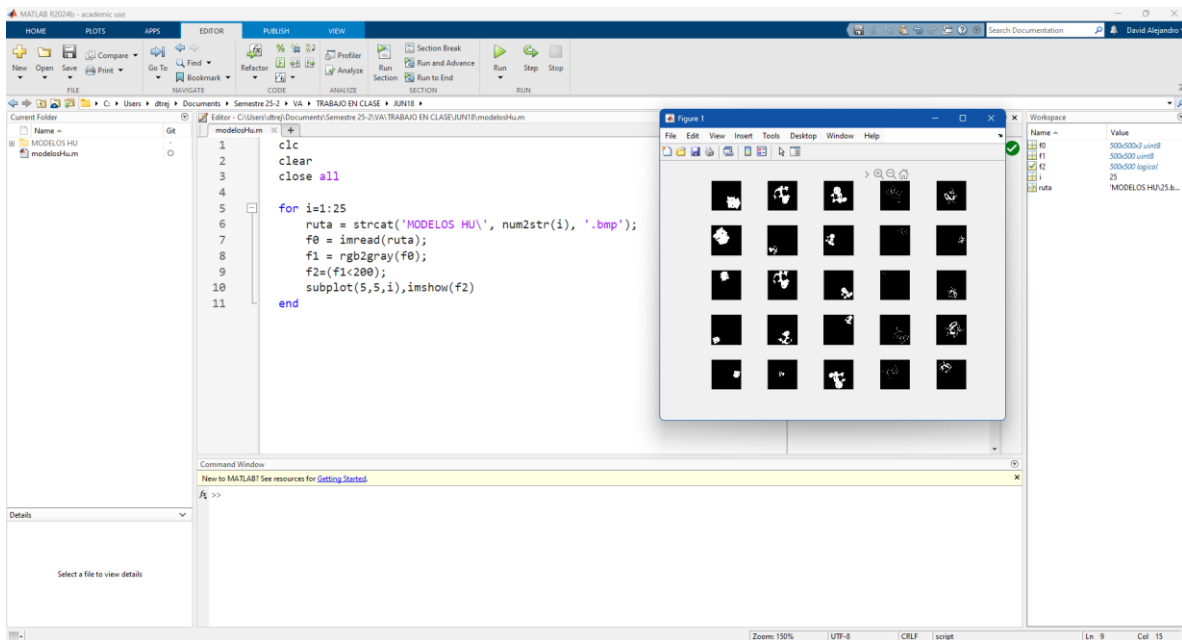 MATLAB R2024b - academic use
HOME PLOTS APPS EDITOR PUBLISH VIEW
Search Documentation
David Alejandro
New Open Save Compare Print
Go To Find Bookmark
Refactor
Profiler Analyze
Run Section
Section Break
Run and Advance
Run to End
Run Step Stop
FILE NAVIGATE CODE ANALYZE SECTION RUN
C: Users dtrej Documents Semestre 25-2 VA TRABAJO EN CLASE JUN18
Current Folder
Name Git
MODELOS HU
modelosHu.m
Editor - C:\Users\dtrej\Documents\Semestre 25-2\VA\TRABAJO EN CLASE\JUN18\modelosHu.m
modelosHu.m
1 clc
2 clear
3 close all
4
5 for i=1:25
6 ruta = strcat('MODELOS HU\', num2str(i), '.bmp');
7 f0 = imread(ruta);
8 f1 = rgb2gray(f0);
9 f2=(f1<200);
10 subplot(5,5,i),imshow(f2)
11 end
Figure 1
File Edit View Insert Tools Desktop Window Help
Workspace
Name Value
f0 500x500x3 uint8
f1 500x500 uint8
f2 500x500 logical
i 25
ruta 'MODELOS HU\25.b...
Command Window
New to MATLAB? See resources for Getting Started.
fx >>
Details
Select a file to view details
Zoom: 150% UTF-8 CRLF script Ln 9 Col 15